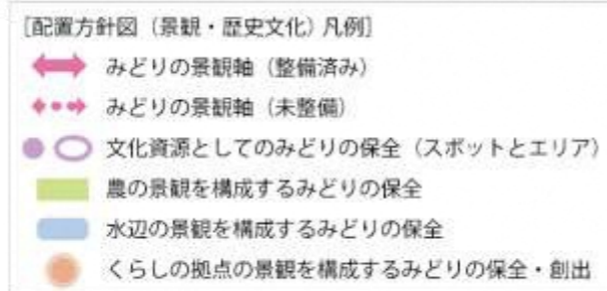 [配置方針図(景観・歴史文化)凡例]
みどりの景観軸(整備済み)
みどりの景観軸(未整備)
文化資源としてのみどりの保全(スポットとエリア)
農の景観を構成するみどりの保全
水辺の景観を構成するみどりの保全
くらしの拠点の景観を構成するみどりの保全・創出